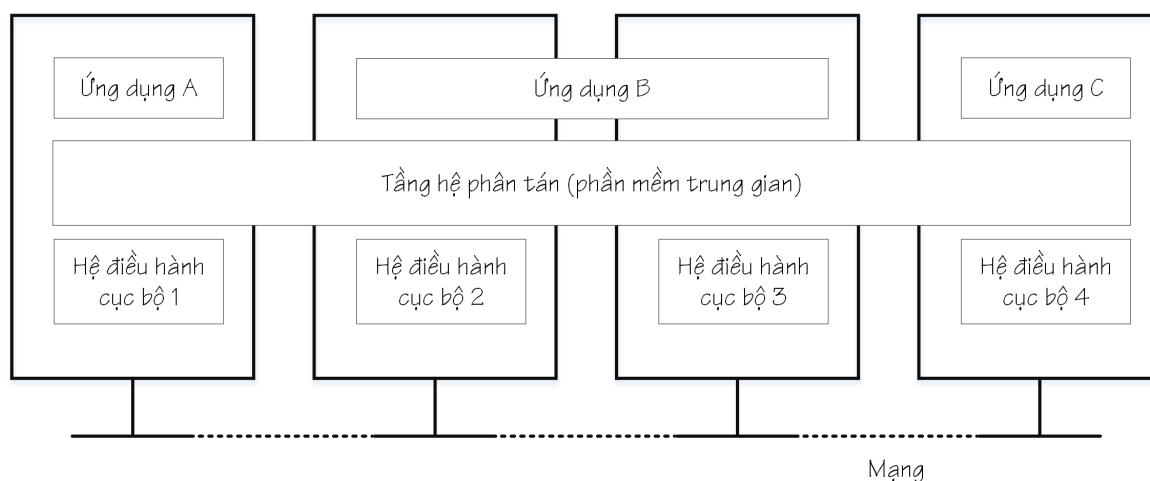 Ứng dụng A
Ứng dụng B
Ứng dụng C
Tầng hệ phân tán (phần mềm trung gian)
Hệ điều hành
cục bộ 1
Hệ điều hành
cục bộ 2
Hệ điều hành
cục bộ 3
Hệ điều hành
cục bộ 4
Mạng